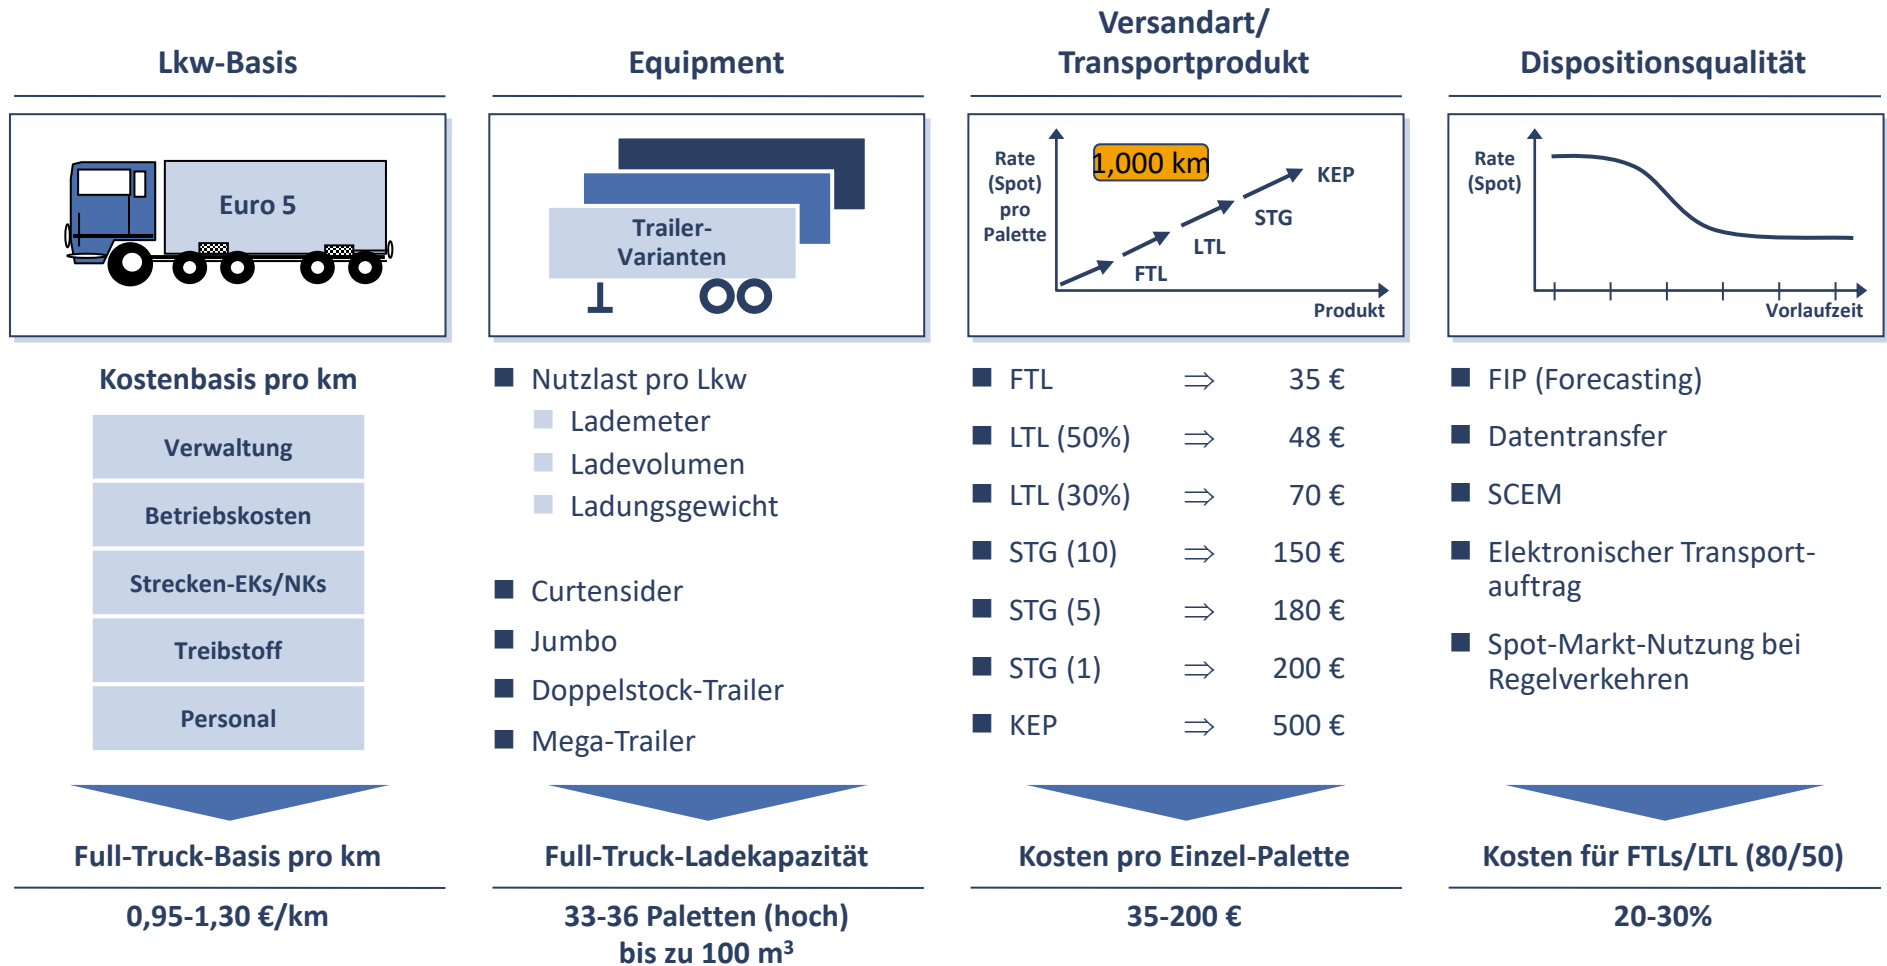 Lkw-Basis
Euro 5
Kostenbasis pro km
Verwaltung
Betriebskosten
Strecken-EKs/NKs
Treibstoff
Personal
Full-Truck-Basis pro km
0,95-1,30 €/km
Equipment
Trailer-
Varianten
Nutzlast pro Lkw
Lademeter
Ladevolumen
Ladungsgewicht
Curtensider
Jumbo
Doppelstock-Trailer
Mega-Trailer
Full-Truck-Ladekapazität
33-36 Paletten (hoch)
bis zu 100 m³
Versandart/
Transportprodukt
Rate
(Spot)
pro
Palette
1,000 km
KEP
STG
LTL
FTL
Produkt
FTL ⇒ 35 €
LTL (50%) ⇒ 48 €
LTL (30%) ⇒ 70 €
STG (10) ⇒ 150 €
STG (5) ⇒ 180 €
STG (1) ⇒ 200 €
KEP ⇒ 500 €
Kosten pro Einzel-Palette
35-200 €
Dispositionsqualität
Rate
(Spot)
Vorlaufzeit
FIP (Forecasting)
Datentransfer
SCEM
Elektronischer Transport-
auftrag
Spot-Markt-Nutzung bei
Regelverkehren
Kosten für FTLs/LTL (80/50)
20-30%